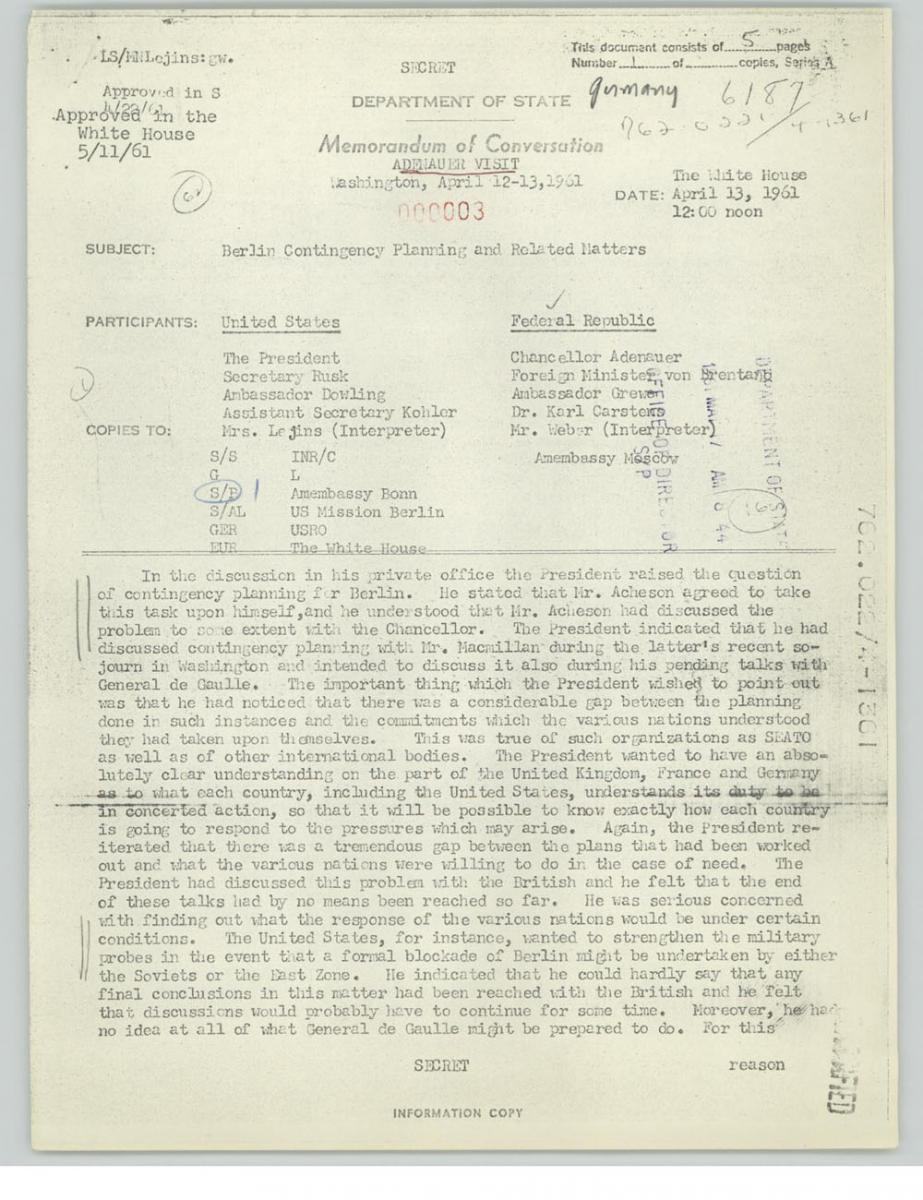 LS/MNLejins:gw.
This document consists of 5 pages
Number 1 of copies, Series A
SECRET
Approved in S
4/22/61
Approved in the
White House
5/11/61
DEPARTMENT OF STATE
Germany
6187
762.0221/4-1361
Memorandum of Conversation
ADENAUER VISIT
Washington, April 12-13,1961
The White House
DATE: April 13, 1961
12:00 noon
000003
SUBJECT: Berlin Contingency Planning and Related Matters
PARTICIPANTS: United States Federal Republic
The President Chancellor Adenauer
Secretary Rusk Foreign Minister von Brentano
Ambassador Dowling Ambassador Grewe
Assistant Secretary Kohler Dr. Karl Carstens
Mrs. Lejins (Interpreter) Mr. Weber (Interpreter)
COPIES TO:
S/S INR/C Amembassy Moscow
G L
S/P Amembassy Bonn
S/AL US Mission Berlin
GER USRO
EUR The White House
DEPARTMENT OF STATE
AM 8 44
S/P
762.022/4-1361
In the discussion in his private office the President raised the question
of contingency planning for Berlin. He stated that Mr. Acheson agreed to take
this task upon himself,and he understood that Mr. Acheson had discussed the
problem to some extent with the Chancellor. The President indicated that he had
discussed contingency planning with Mr. Macmillan during the latter's recent so-
journ in Washington and intended to discuss it also during his pending talks with
General de Gaulle. The important thing which the President wished to point out
was that he had noticed that there was a considerable gap between the planning
done in such instances and the commitments which the various nations understood
they had taken upon themselves. This was true of such organizations as SEATO
as well as of other international bodies. The President wanted to have an abso-
lutely clear understanding on the part of the United Kingdom, France and Germany
as to what each country, including the United States, understands its duty to be
in concerted action, so that it will be possible to know exactly how each country
is going to respond to the pressures which may arise. Again, the President re-
iterated that there was a tremendous gap between the plans that had been worked
out and what the various nations were willing to do in the case of need. The
President had discussed this problem with the British and he felt that the end
of these talks had by no means been reached so far. He was serious concerned
with finding out what the response of the various nations would be under certain
conditions. The United States, for instance, wanted to strengthen the military
probes in the event that a formal blockade of Berlin might be undertaken by either
the Soviets or the East Zone. He indicated that he could hardly say that any
final conclusions in this matter had been reached with the British and he felt
that discussions would probably have to continue for some time. Moreover, he had
no idea at all of what General de Gaulle might be prepared to do. For this
SECRET reason
INFORMATION COPY